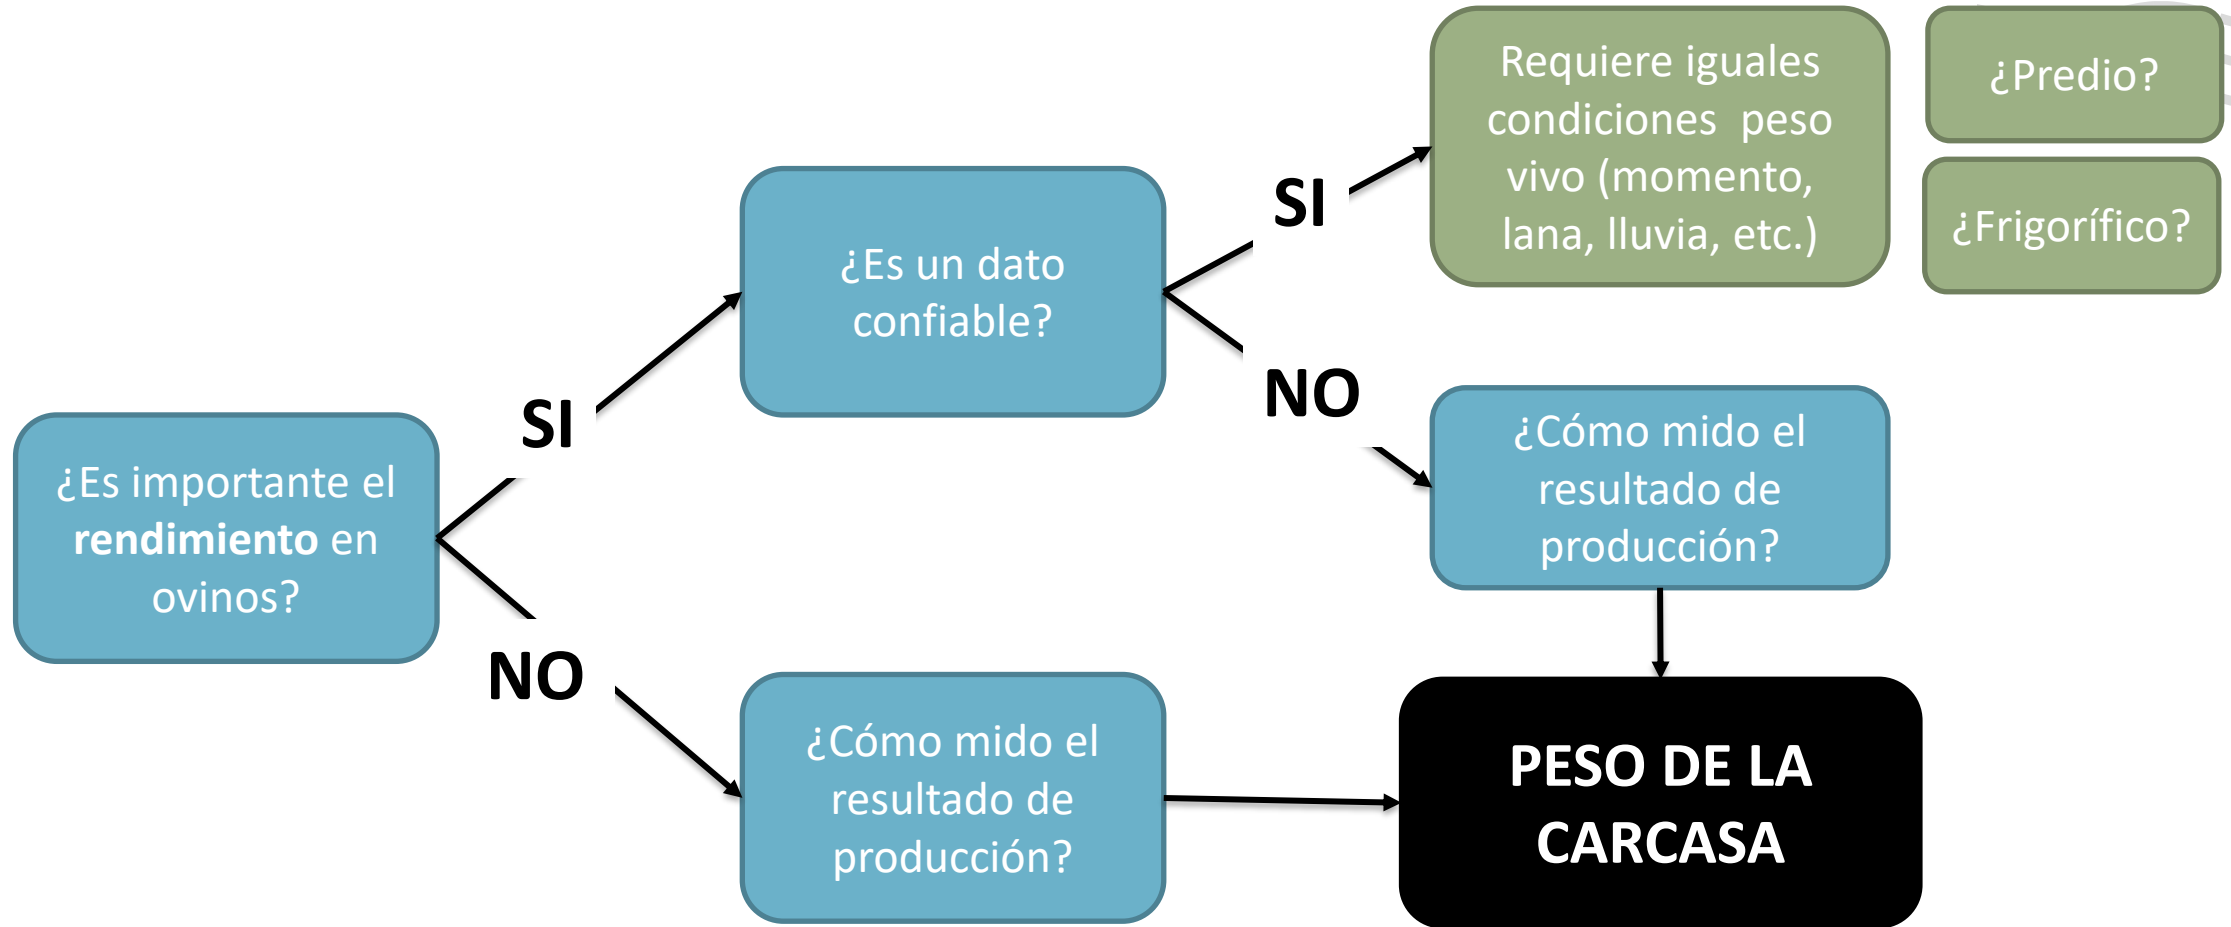 ¿Es importante el
rendimiento en
ovinos?
SI
NO
¿Es un dato
confiable?
SI
NO
Requiere iguales
condiciones peso
vivo (momento,
lana, lluvia, etc.)
¿Predio?
¿Frigorífico?
¿Cómo mido el
resultado de
producción?
¿Cómo mido el
resultado de
producción?
PESO DE LA
CARCASA